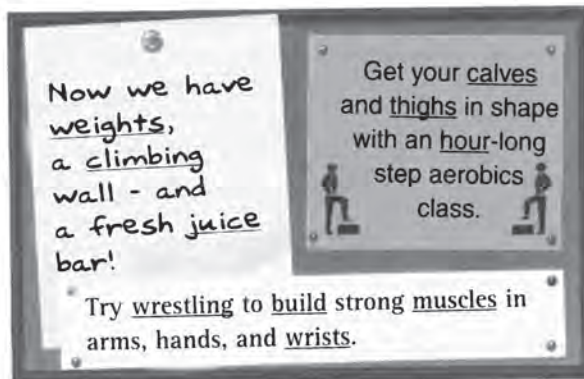 Now we have
weights,
a climbing
wall - and
a fresh juice
bar!
Get your calves
and thighs in shape
with an hour-long
step aerobics
class.
Try wrestling to build strong muscles in
arms, hands, and wrists.